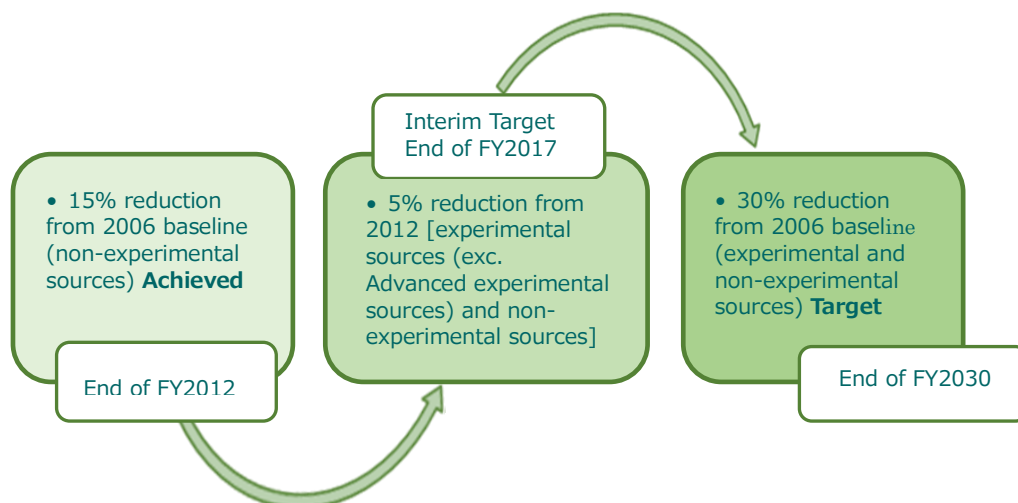 • 15% reduction
from 2006 baseline
(non-experimental
sources) Achieved
End of FY2012
Interim Target
End of FY2017
• 5% reduction from
2012 [experimental
sources (exc.
Advanced experimental
sources) and non-
experimental sources]
• 30% reduction
from 2006 baseline
(experimental and
non-experimental
sources) Target
End of FY2030